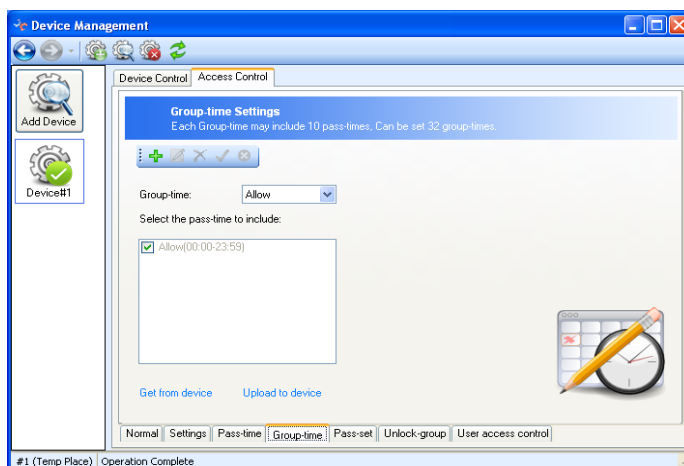 Device Management
Add Device
Device#1
Device Control Access Control
Group-time Settings
Each Group-time may include 10 pass-times, Can be set 32 group-times.
Group-time: Allow
Select the pass-time to include:
Allow(00:00-23:59)
Get from device Upload to device
Normal Settings Pass-time Group-time Pass-set Unlock-group User access control
#1 (Temp Place) Operation Complete